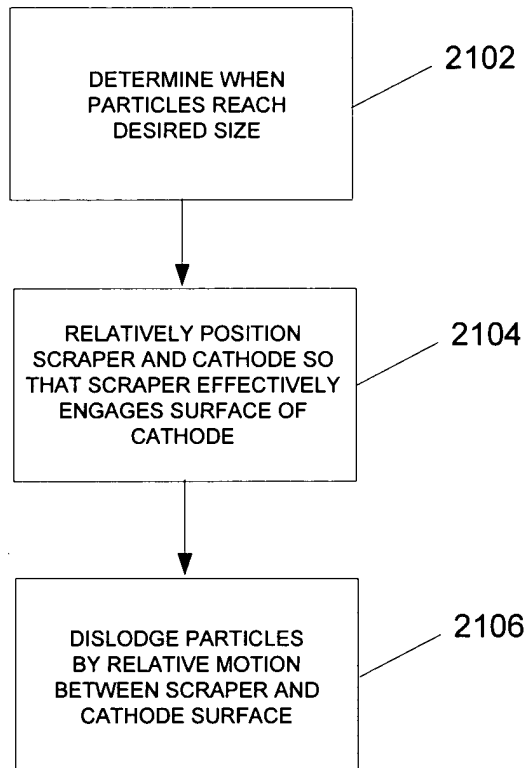 DETERMINE WHEN
PARTICLES REACH
DESIRED SIZE
2102
RELATIVELY POSITION
SCRAPER AND CATHODE SO
THAT SCRAPER EFFECTIVELY
ENGAGES SURFACE OF
CATHODE
2104
DISLODGE PARTICLES
BY RELATIVE MOTION
BETWEEN SCRAPER AND
CATHODE SURFACE
2106